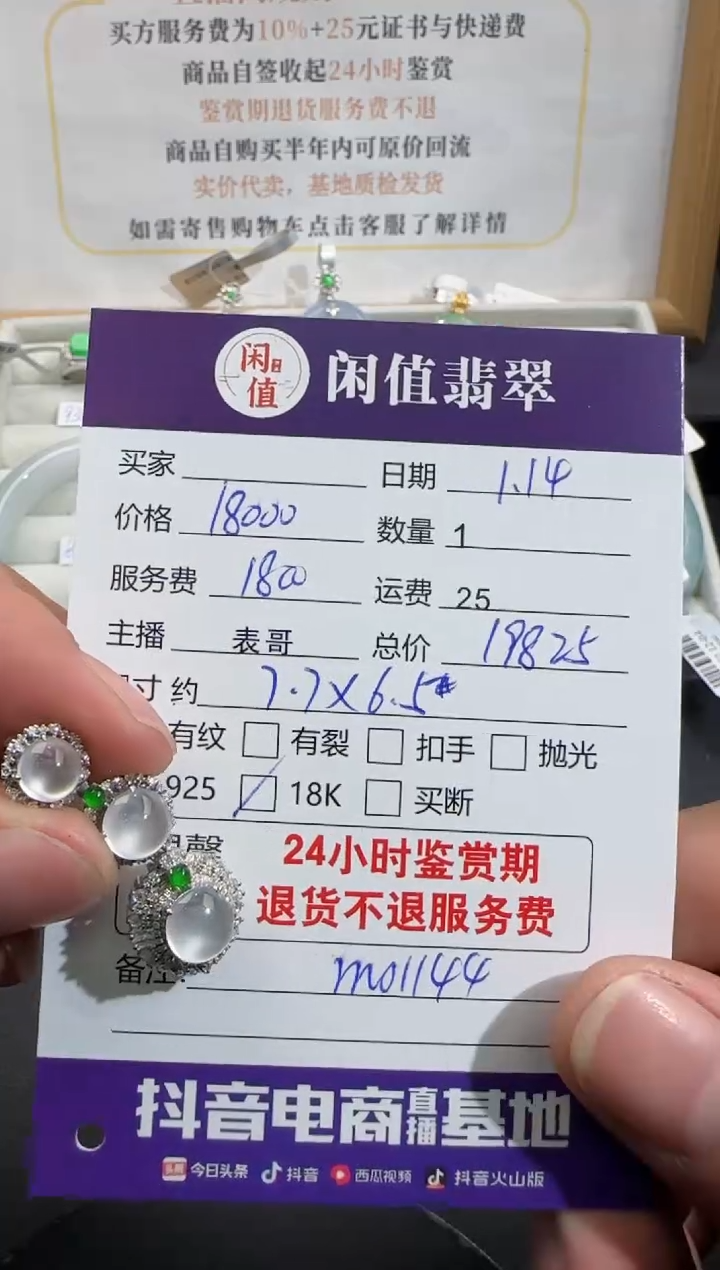 买方服务费为10%+25元证书与快递费
商品自签收起24小时鉴赏
鉴赏期退货服务费不退
商品自购买半年内可原价回流
实价代卖，基地质检发货
如需寄售购物车点击客服了解详情
闲值 闲值翡翠
买家 日期 1.14
价格 18000 数量 1
服务费 1800 运费 25
主播 表哥 总价 19825
寸 约 7.7×6.5
有纹 有裂 扣手 抛光
925 18K 买断
24小时鉴赏期
退货不退服务费
备注: m01144
抖音电商直播基地
头条 今日头条 抖音 西瓜视频 抖音火山版